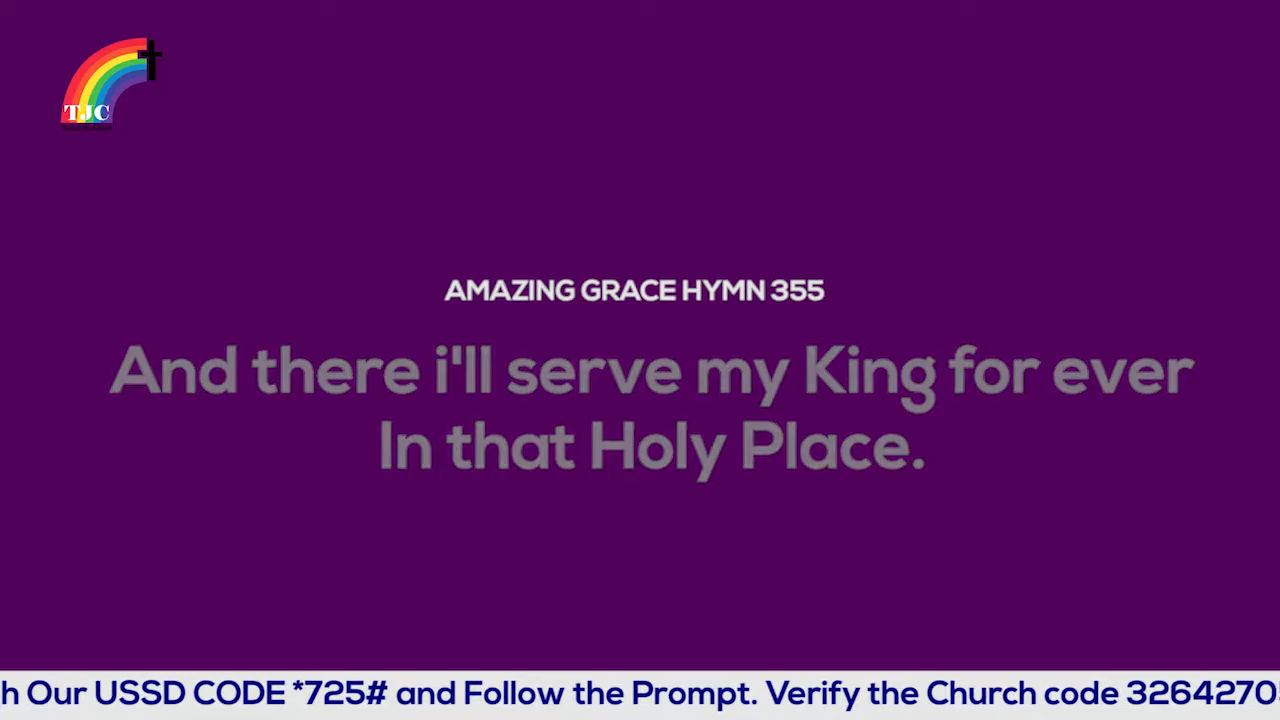 TJC
AMAZING GRACE HYMN 355
And there i'll serve my King for ever
In that Holy Place.
h Our USSD CODE *725# and Follow the Prompt. Verify the Church code 3264270